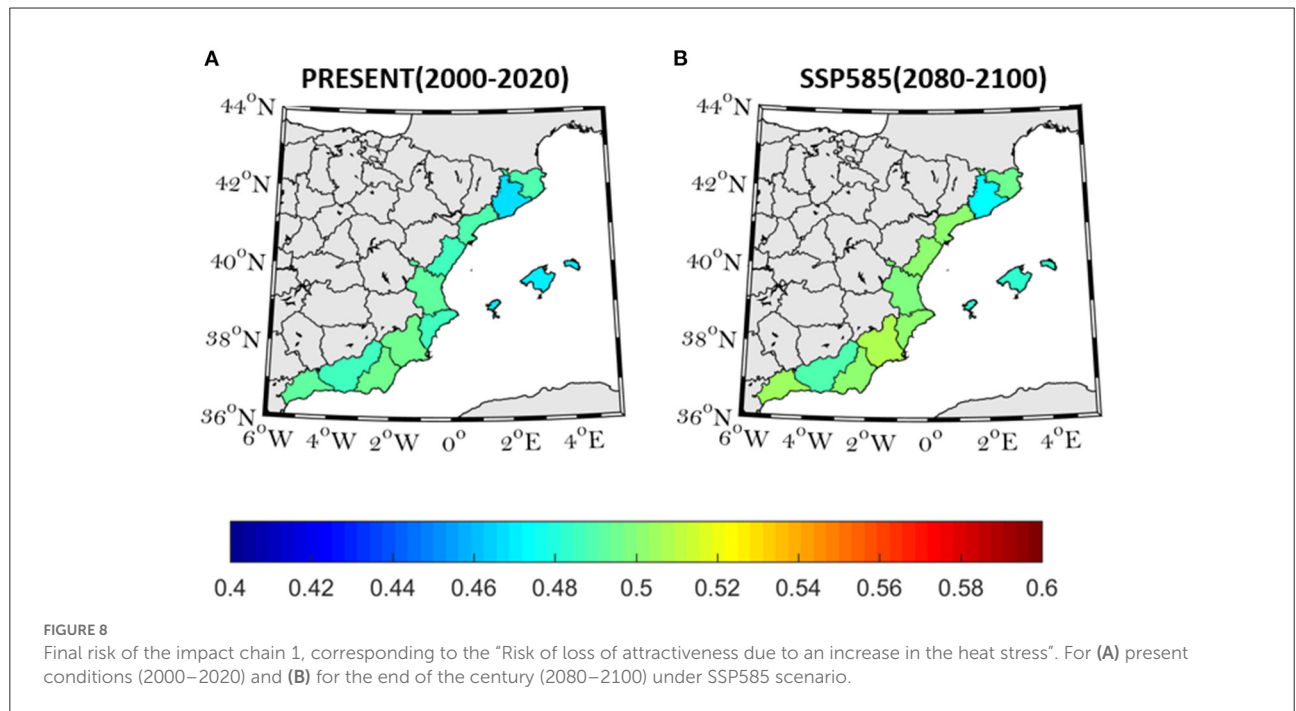 A
PRESENT(2000-2020)
44°N
42°N
40°N
38°N
36°N
6°W 4°W 2°W 0° 2°E 4°E
B
SSP585(2080-2100)
44°N
42°N
40°N
38°N
36°N
6°W 4°W 2°W 0° 2°E 4°E
0.4 0.42 0.44 0.46 0.48 0.5 0.52 0.54 0.56 0.58 0.6
FIGURE 8
Final risk of the impact chain 1, corresponding to the “Risk of loss of attractiveness due to an increase in the heat stress”. For (A) present
conditions (2000–2020) and (B) for the end of the century (2080–2100) under SSP585 scenario.